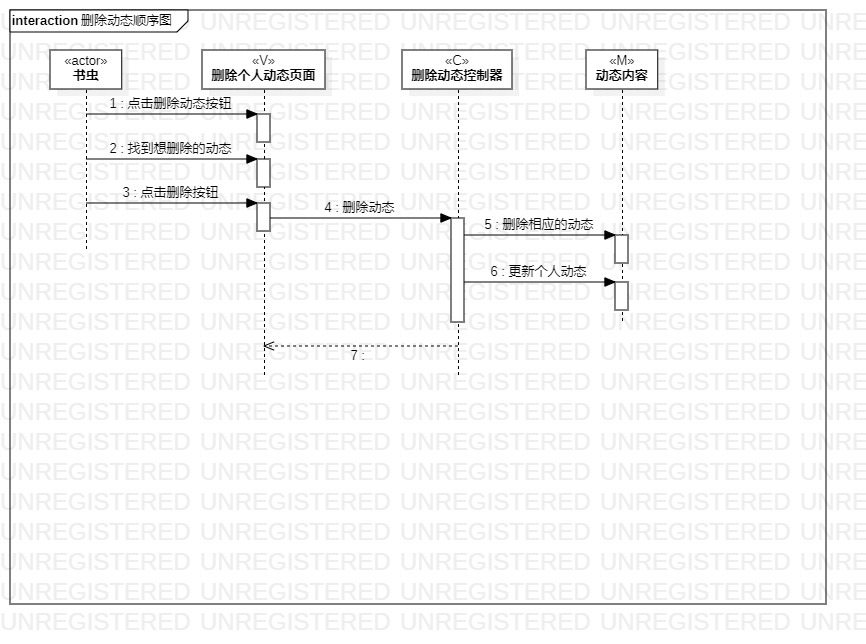 interaction 删除动态顺序图
«actor»
书虫
«V»
删除个人动态页面
«C»
删除动态控制器
«M»
动态内容
1 : 点击删除动态按钮
2 : 找到想删除的动态
3 : 点击删除按钮
4 : 删除动态
5 : 删除相应的动态
6 : 更新个人动态
7 :
UNREGISTERED